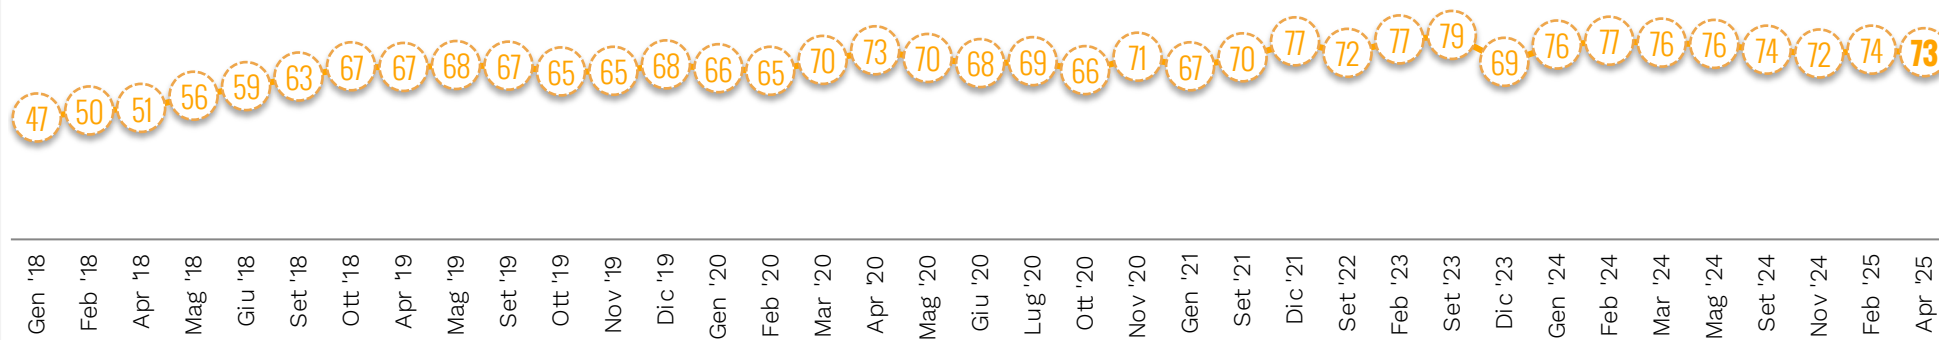 47 50 51 56 59 63 67 67 68 67 65 65 68 66 65 70 73 70 68 69 66 71 67 70 77 72 77 79 69 76 77 76 76 74 72 74 73
Gen '18 Feb '18 Apr '18 Mag '18 Giu '18 Set '18 Ott '18 Apr '19 Mag '19 Set '19 Ott '19 Nov '19 Dic '19 Gen '20 Feb '20 Mar '20 Apr '20 Mag '20 Giu '20 Lug '20 Ott '20 Nov '20 Gen '21 Set '21 Dic '21 Set '22 Feb '23 Set '23 Dic '23 Gen '24 Feb '24 Mar '24 Mag '24 Set '24 Nov '24 Feb '25 Apr '25